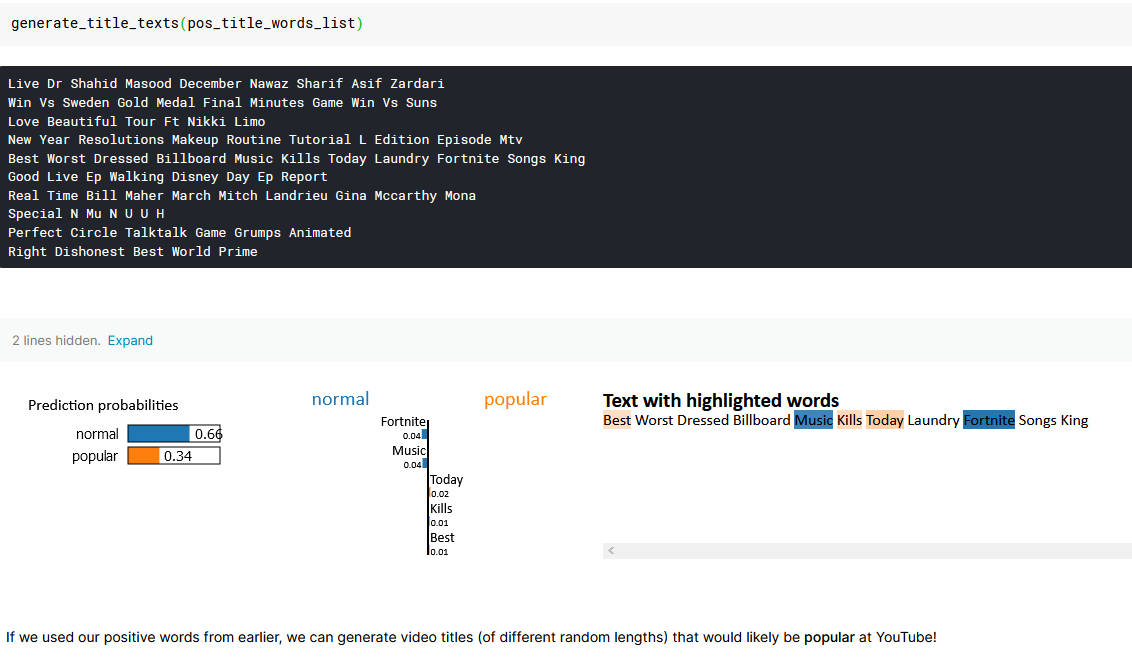 generate_title_texts(pos_title_words_list)
Live Dr Shahid Masood December Nawaz Sharif Asif Zardari
Win Vs Sweden Gold Medal Final Minutes Game Win Vs Suns
Love Beautiful Tour Ft Nikki Limo
New Year Resolutions Makeup Routine Tutorial L Edition Episode Mtv
Best Worst Dressed Billboard Music Kills Today Laundry Fortnite Songs King
Good Live Ep Walking Disney Day Ep Report
Real Time Bill Maher March Mitch Landrieu Gina Mccarthy Mona
Special N Mu N U U H
Perfect Circle Talktalk Game Grumps Animated
Right Dishonest Best World Prime
2 lines hidden. Expand
Prediction probabilities
normal 0.66
popular 0.34
normal popular
Fortnite
0.04
Music
0.04
Today
0.02
Kills
0.01
Best
0.01
Text with highlighted words
Best Worst Dressed Billboard Music Kills Today Laundry Fortnite Songs King
If we used our positive words from earlier, we can generate video titles (of different random lengths) that would likely be popular at YouTube!